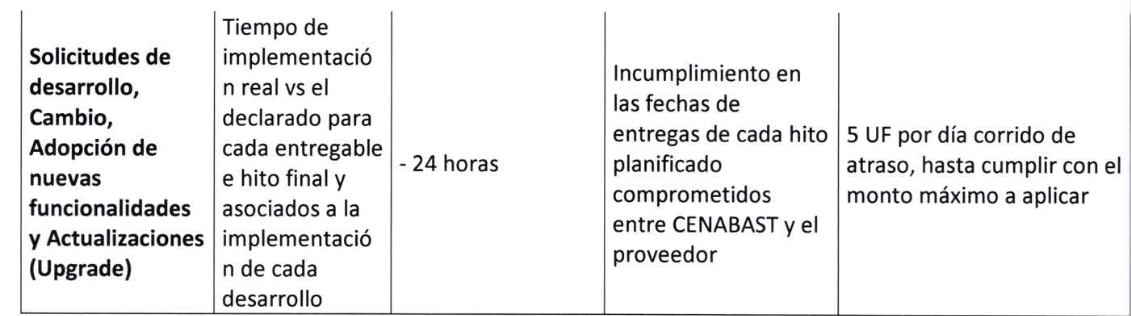 Solicitudes de
desarrollo,
Cambio,
Adopción de
nuevas
funcionalidades
y Actualizaciones
(Upgrade)
Tiempo de
implementació
n real vs el
declarado para
cada entregable
e hito final y
asociados a la
implementació
n de cada
desarrollo
- 24 horas
Incumplimiento en
las fechas de
entregas de cada hito
planificado
comprometidos
entre CENABAST y el
proveedor
5 UF por día corrido de
atraso, hasta cumplir con el
monto máximo a aplicar